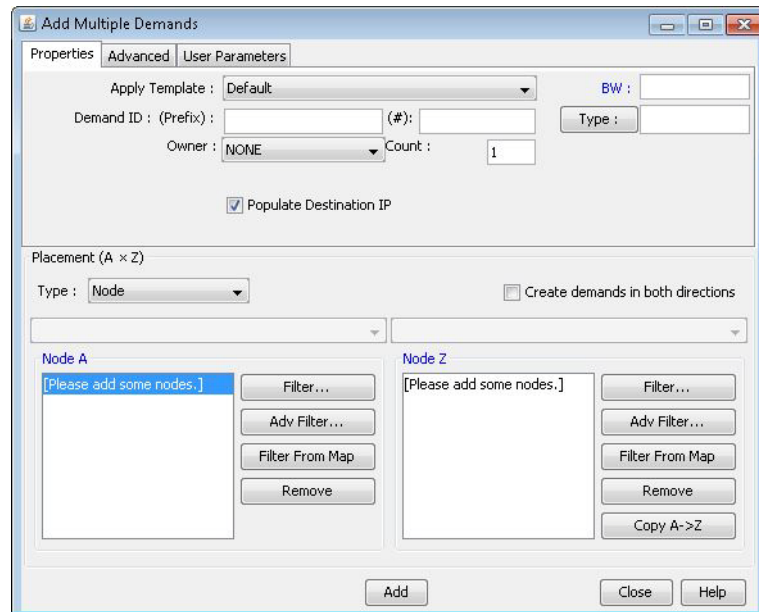 Add Multiple Demands
Properties Advanced User Parameters
Apply Template : Default BW :
Demand ID : (Prefix) : (#): Type :
Owner : NONE Count : 1
Populate Destination IP
Placement (A × Z)
Type : Node Create demands in both directions
Node A Node Z
[Please add some nodes.] Filter... [Please add some nodes.] Filter...
Adv Filter... Adv Filter...
Filter From Map Filter From Map
Remove Remove
Copy A->Z
Add Close Help